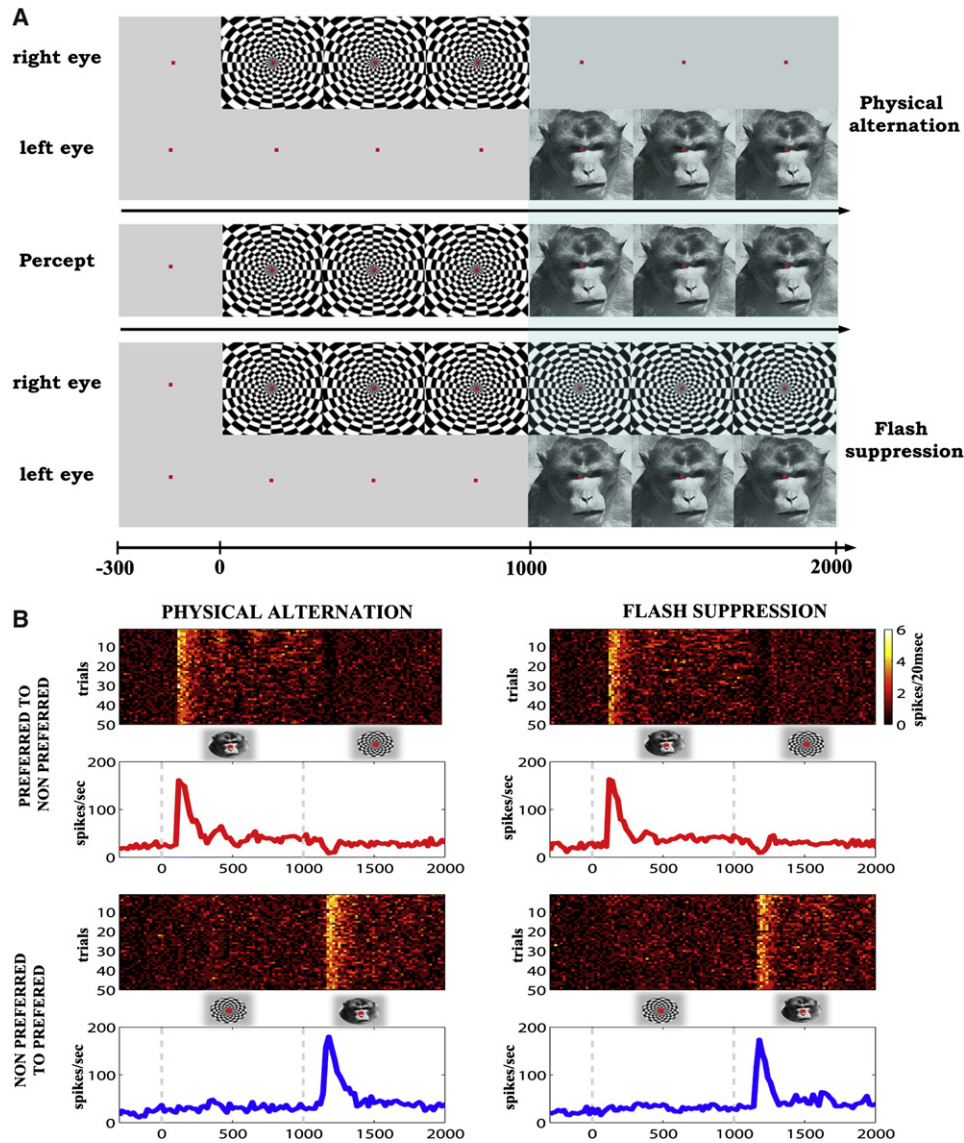 A
right eye
Physical
alternation
left eye
Percept
right eye
Flash
suppression
left eye
-300 0 1000 2000
B
PHYSICAL ALTERNATION FLASH SUPPRESSION
PREFERRED TO
NON PREFERRED
trials
10
20
30
40
50
trials
10
20
30
40
50
6
4
2
0
spikes/20msec
spikes/sec
200
100
0
0 500 1000 1500 2000
spikes/sec
200
100
0
0 500 1000 1500 2000
NON PREFERRED
TO PREFERED
trials
10
20
30
40
50
trials
10
20
30
40
50
spikes/sec
200
100
0
0 500 1000 1500 2000
spikes/sec
200
100
0
0 500 1000 1500 2000